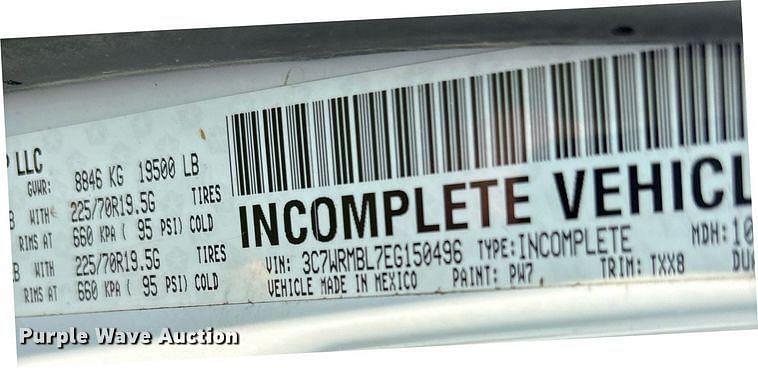 P LLC
GVWR: 8846 KG 19500 LB
B WITH 225/70R19.5G TIRES
RIMS AT 660 KPA ( 95 PSI) COLD
B WITH 225/70R19.5G TIRES
RIMS AT 660 KPA ( 95 PSI) COLD
INCOMPLETE VEHICL
VIN: 3C7WRMBL7EG150496 TYPE:INCOMPLETE MDH:10
VEHICLE MADE IN MEXICO PAINT: PW7 TRIM: TXX8 DU
Purple Wave Auction